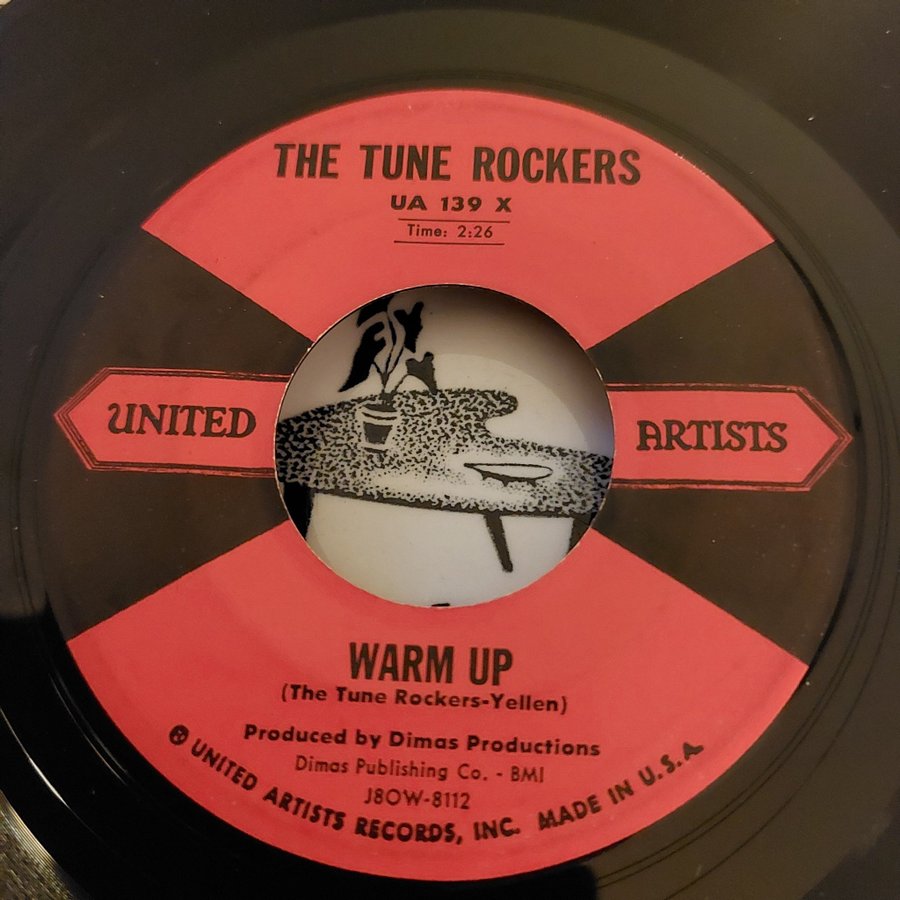 THE TUNE ROCKERS
UA 139 X
Time: 2:26
UNITED ARTISTS
WARM UP
(The Tune Rockers-Yellen)
Produced by Dimas Productions
Dimas Publishing Co. - BMI
J8OW-8112
℗ UNITED ARTISTS RECORDS, INC. MADE IN U.S.A.